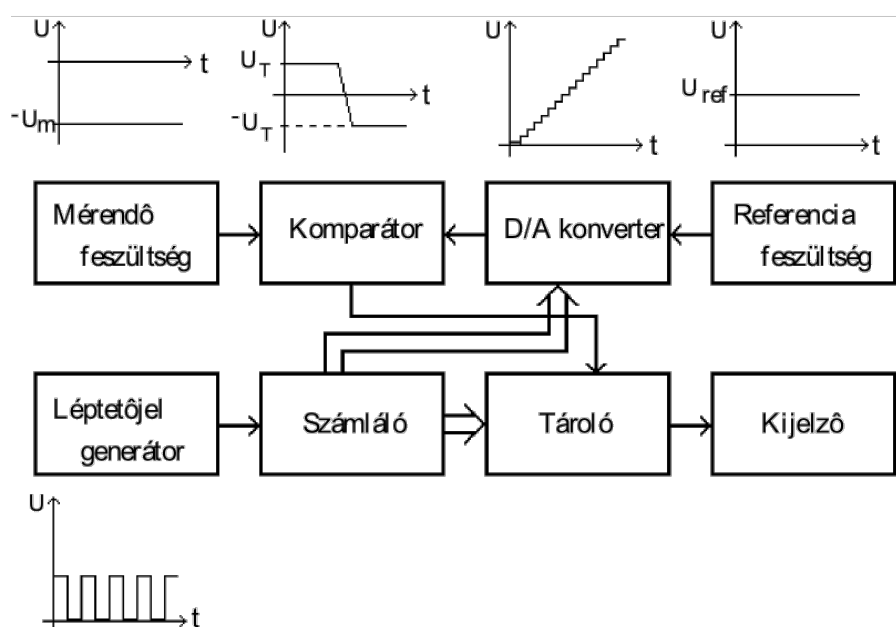 U
t
-Um
U
UT
t
-UT
U
t
U
Uref
t
Mérendô
feszültség
Komparátor
D/A konverter
Referencia
feszültség
Léptetôjel
generátor
Számláló
Tároló
Kijelzô
U
t